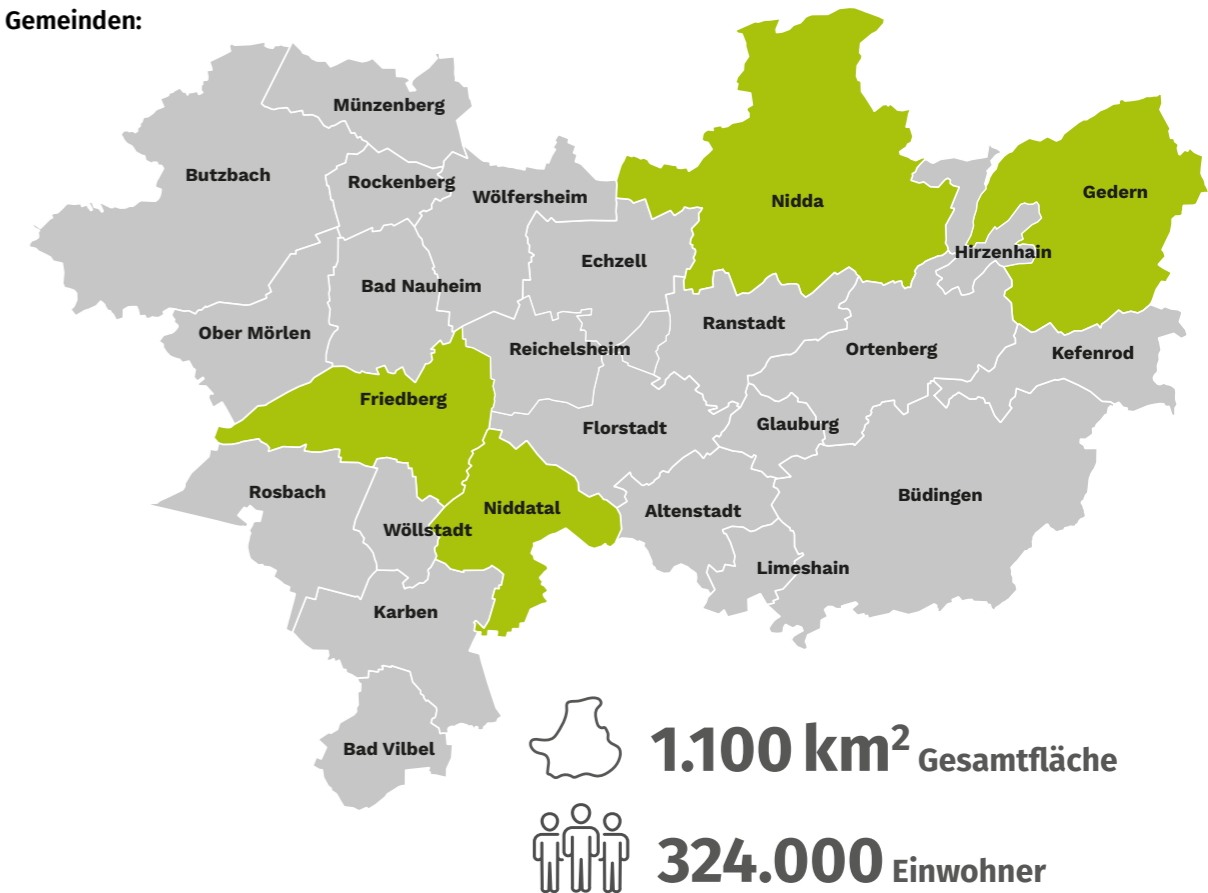 Gemeinden:
Münzenberg
Butzbach
Rockenberg
Wölfersheim
Nidda
Gedern
Hirzenhain
Echzell
Bad Nauheim
Ober Mörlen
Ranstadt
Reichelsheim
Ortenberg
Kefenrod
Friedberg
Florstadt
Glauburg
Rosbach
Büdingen
Niddatal
Altenstadt
Wöllstadt
Limeshain
Karben
Bad Vilbel
1.100 km² Gesamtfläche
324.000 Einwohner